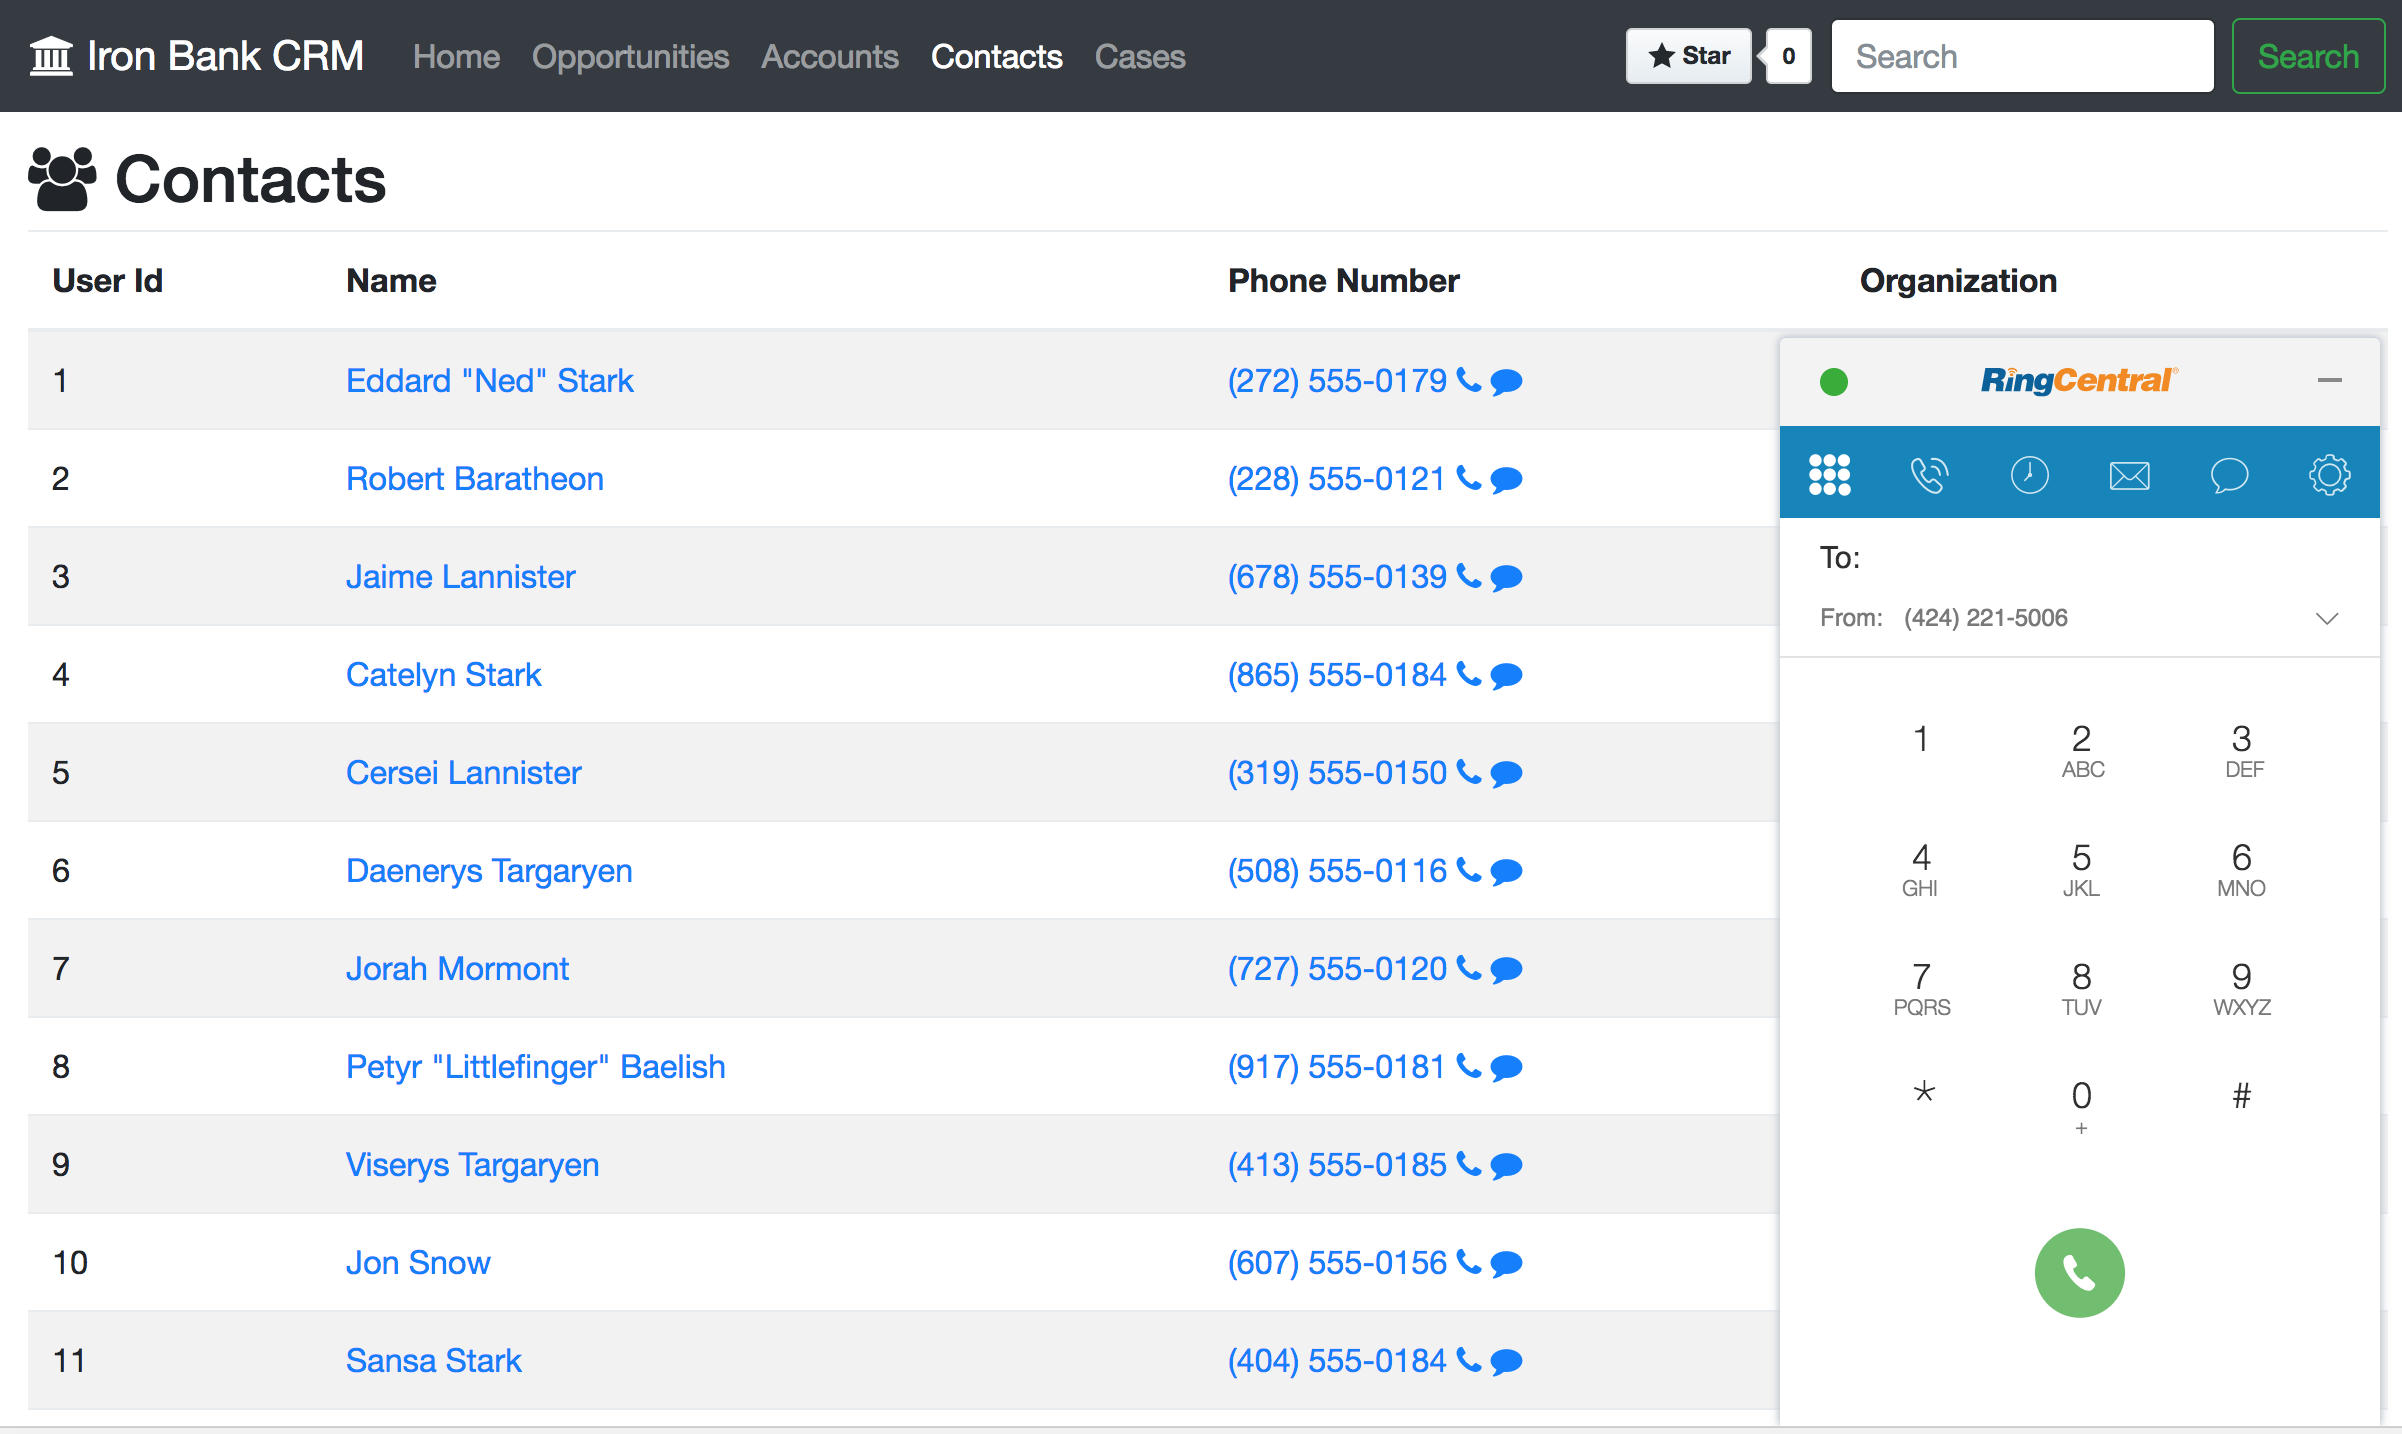 Iron Bank CRM Home Opportunities Accounts Contacts Cases Star 0 Search Search
Contacts
User Id Name Phone Number Organization
1 Eddard "Ned" Stark (272) 555-0179
2 Robert Baratheon (228) 555-0121
3 Jaime Lannister (678) 555-0139
4 Catelyn Stark (865) 555-0184
5 Cersei Lannister (319) 555-0150
6 Daenerys Targaryen (508) 555-0116
7 Jorah Mormont (727) 555-0120
8 Petyr "Littlefinger" Baelish (917) 555-0181
9 Viserys Targaryen (413) 555-0185
10 Jon Snow (607) 555-0156
11 Sansa Stark (404) 555-0184
RingCentral®
To:
From: (424) 221-5006
1 2 3
ABC DEF
4 5 6
GHI JKL MNO
7 8 9
PQRS TUV WXYZ
* 0 #
+